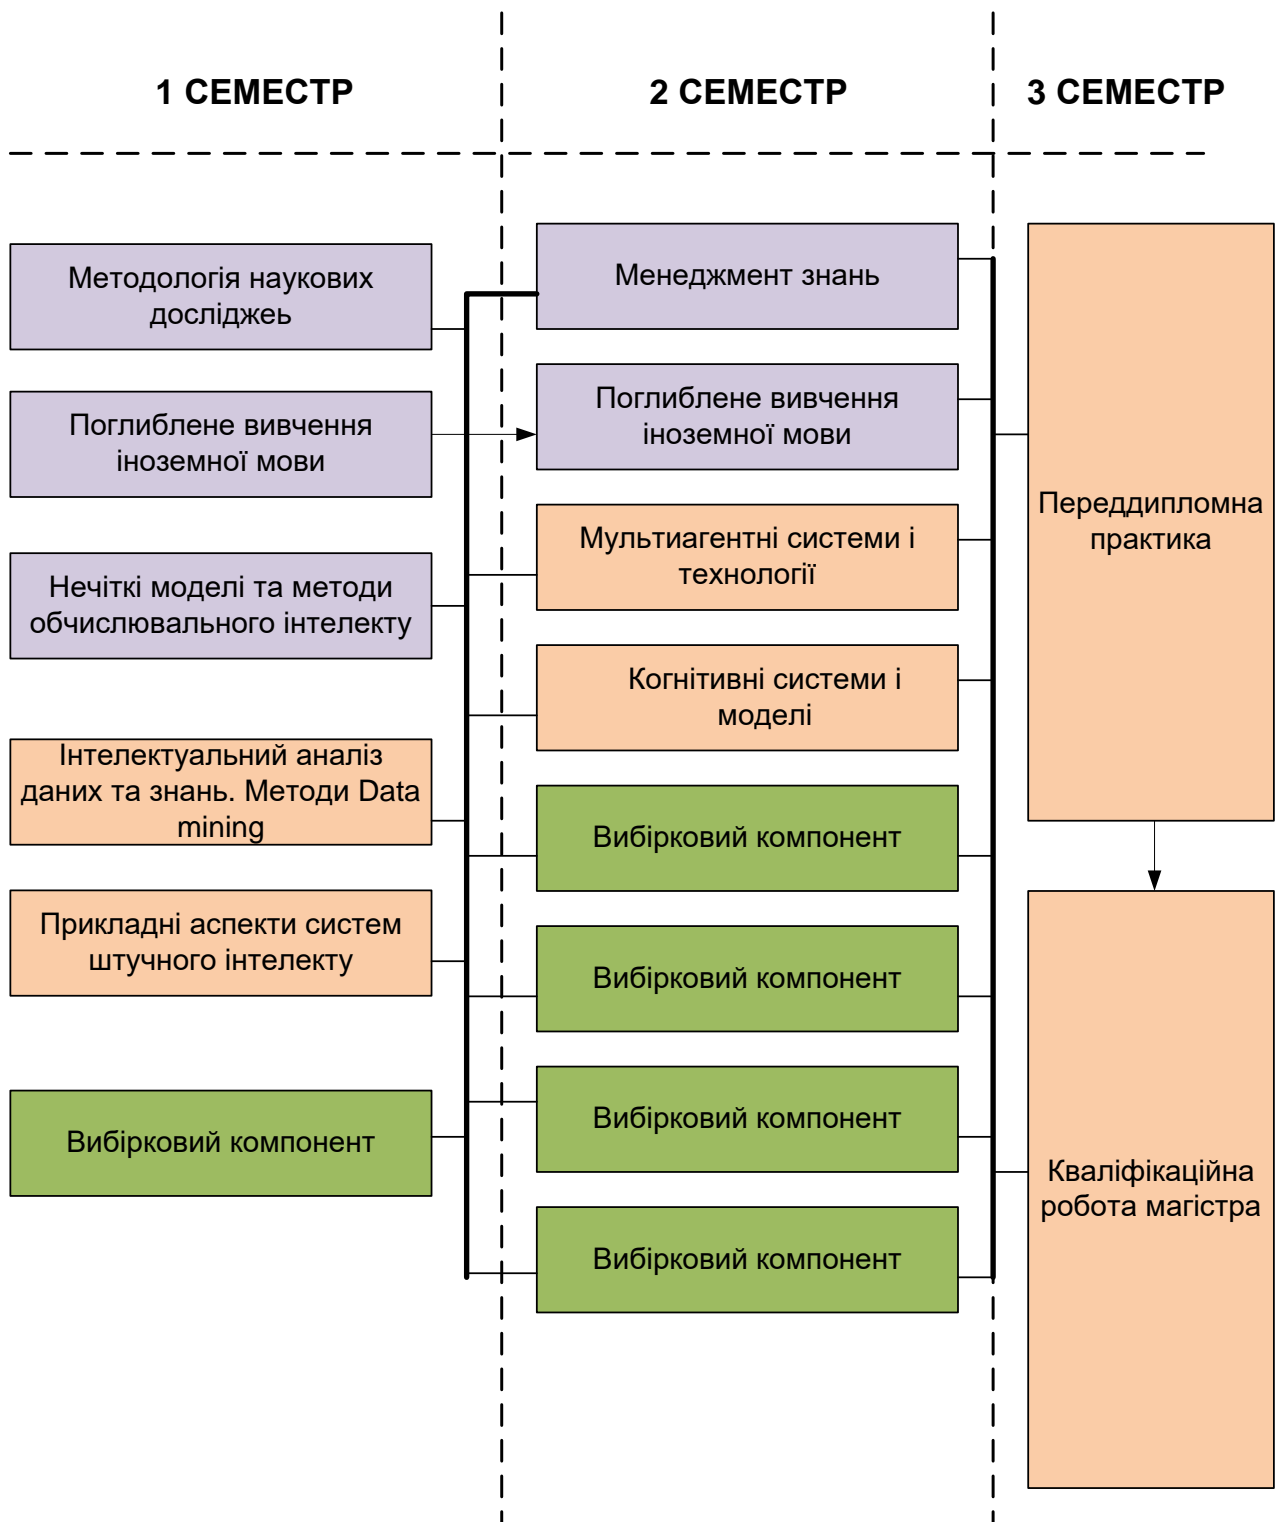 1 СЕМЕСТР
2 СЕМЕСТР
3 СЕМЕСТР
Методологія наукових
досліджеь
Поглиблене вивчення
іноземної мови
Нечіткі моделі та методи
обчислювального інтелекту
Інтелектуальний аналіз
даних та знань. Методи Data
mining
Прикладні аспекти систем
штучного інтелекту
Вибірковий компонент
Менеджмент знань
Поглиблене вивчення
іноземної мови
Мультиагентні системи і
технології
Когнітивні системи і
моделі
Вибірковий компонент
Вибірковий компонент
Вибірковий компонент
Вибірковий компонент
Переддипломна
практика
Кваліфікаційна
робота магістра